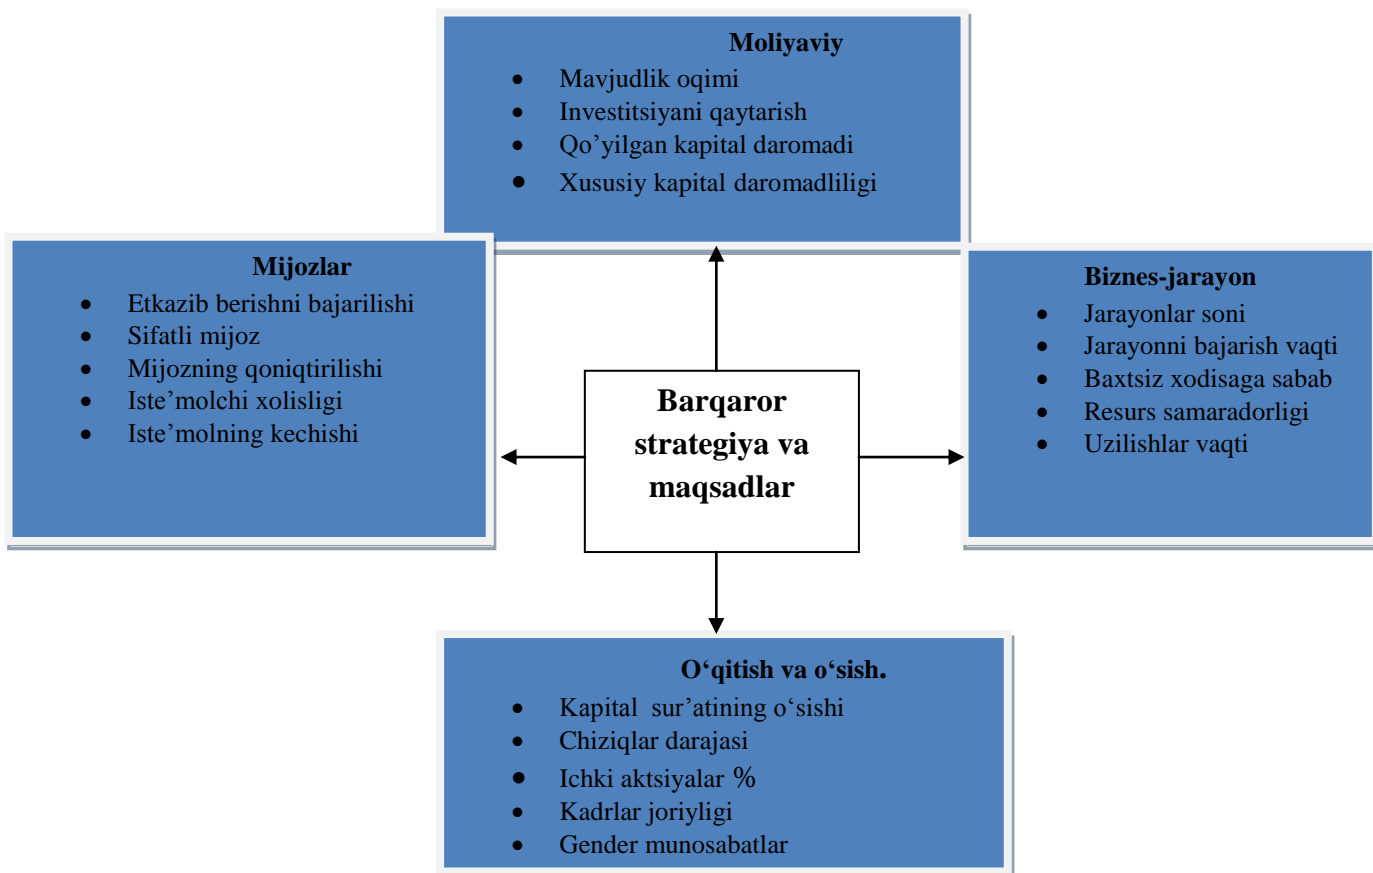 Moliyaviy
• Mavjudlik oqimi
• Investitsiyani qaytarish
• Qo’yilgan kapital daromadi
• Xususiy kapital daromadliligi
Mijozlar
• Etkazib berishni bajarilishi
• Sifatli mijoz
• Mijozning qoniqtirilishi
• Iste’molchi xolisligi
• Iste’molning kechishi
Barqaror
strategiya va
maqsadlar
Biznes-jarayon
• Jarayonlar soni
• Jarayonni bajarish vaqti
• Baxtsiz xodisaga sabab
• Resurs samaradorligi
• Uzilishlar vaqti
O‘qitish va o‘sish.
• Kapital sur’atining o‘sishi
• Chiziqlar darajasi
• Ichki aktsiyalar %
• Kadrlar joriyligi
• Gender munosabatlar